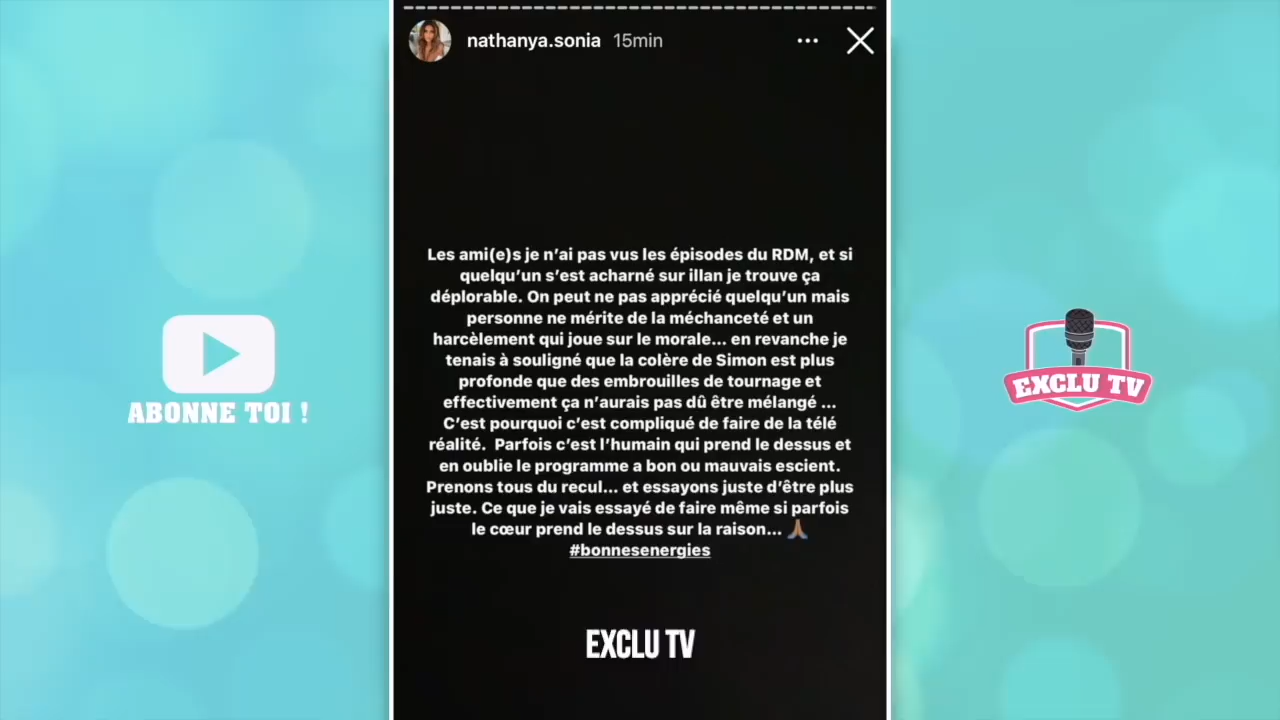 nathanya.sonia 15min
Les ami(e)s je n’ai pas vus les épisodes du RDM, et si
quelqu’un s’est acharné sur illan je trouve ça
déplorable. On peut ne pas apprécié quelqu’un mais
personne ne mérite de la méchanceté et un
harcèlement qui joue sur le morale... en revanche je
tenais à souligné que la colère de Simon est plus
profonde que des embrouilles de tournage et
effectivement ça n’aurais pas dû être mélangé ...
C’est pourquoi c’est compliqué de faire de la télé
réalité. Parfois c’est l’humain qui prend le dessus et
en oublie le programme a bon ou mauvais escient.
Prenons tous du recul... et essayons juste d’être plus
juste. Ce que je vais essayé de faire même si parfois
le cœur prend le dessus sur la raison... 🙏🏽
#bonnesenergies
EXCLU TV
ABONNE TOI !
EXCLU TV